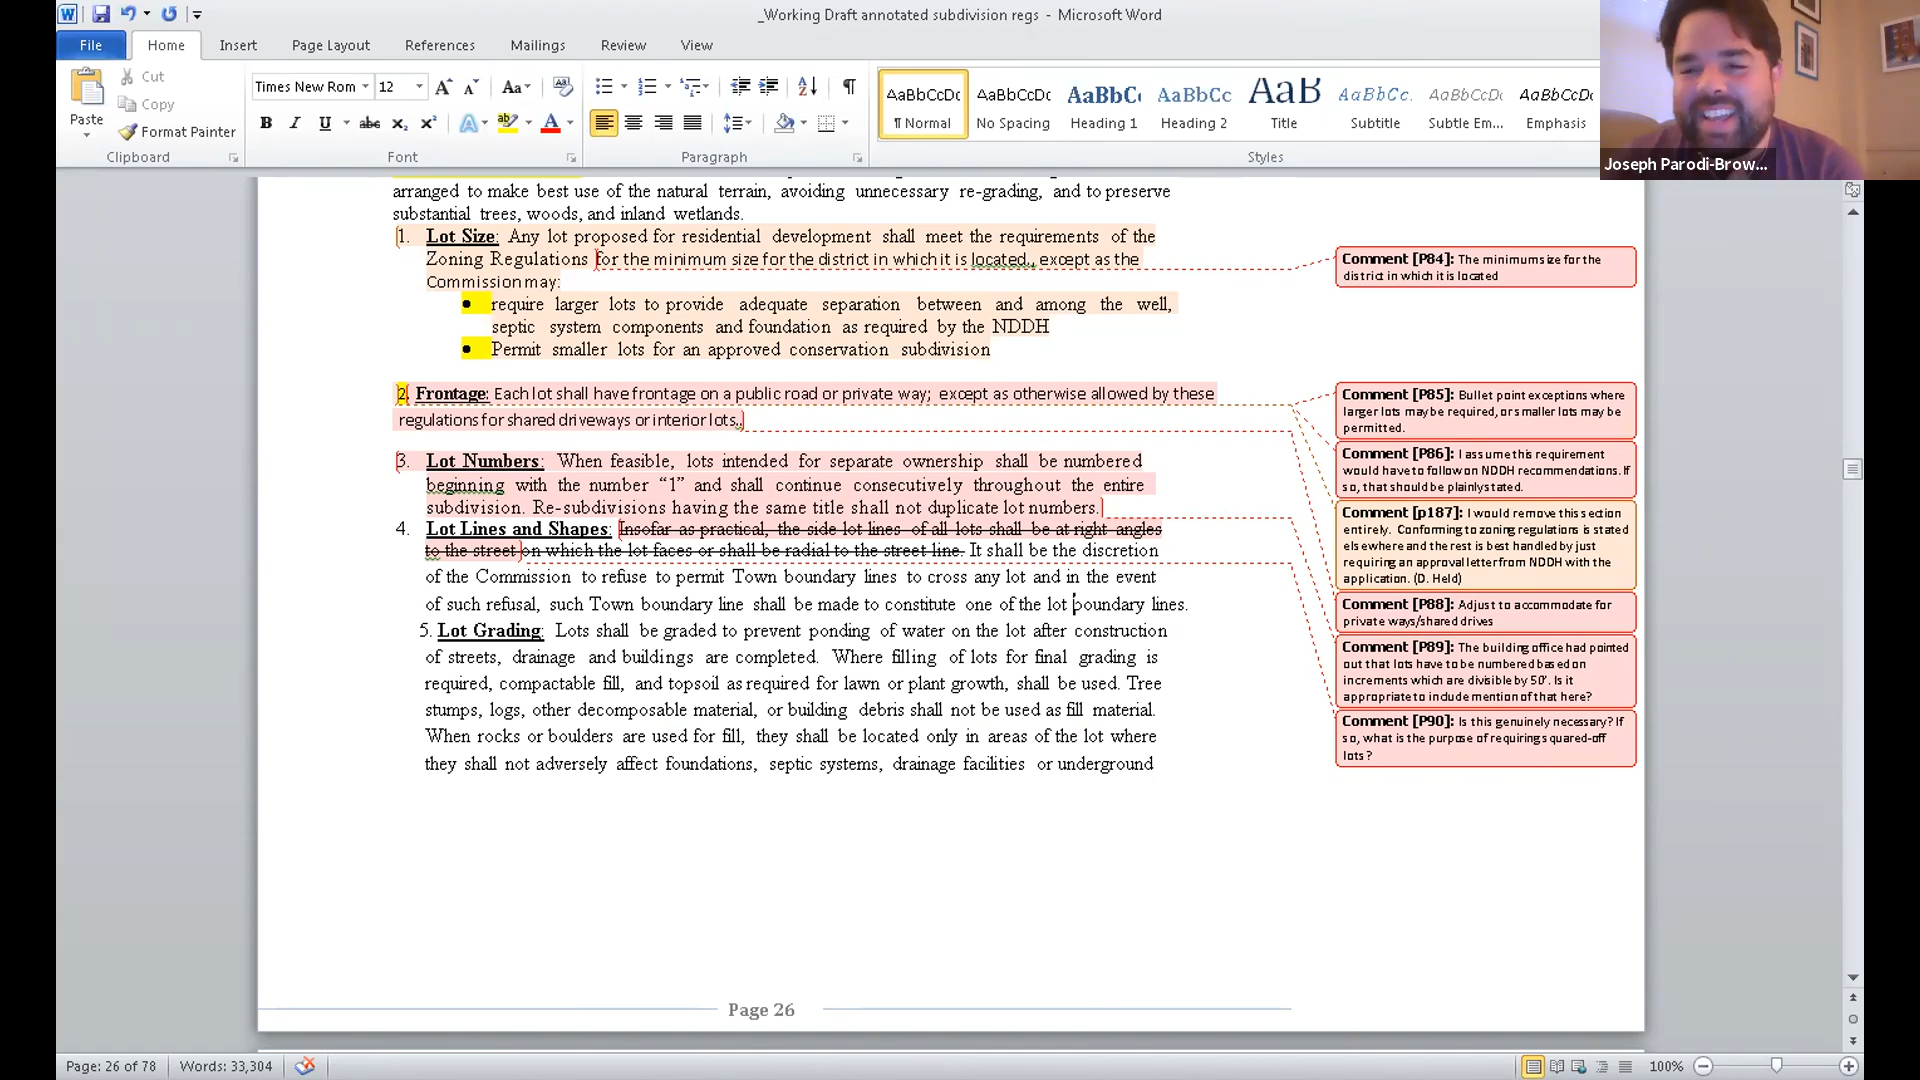 _Working Draft annotated subdivision regs - Microsoft Word
File Home Insert Page Layout References Mailings Review View
Paste
Cut
Copy
Format Painter
Clipboard
Times New Rom 12
Font
Paragraph
AaBbCcDc AaBbCcDc AaBbC AaBbCc AaB AaBbCc. AaBbCcDc AaBbCcDc
¶ Normal No Spacing Heading 1 Heading 2 Title Subtitle Subtle Em... Emphasis
Styles
Joseph Parodi-Brow...
arranged to make best use of the natural terrain, avoiding unnecessary re-grading, and to preserve
substantial trees, woods, and inland wetlands.
1. Lot Size: Any lot proposed for residential development shall meet the requirements of the
Zoning Regulations for the minimum size for the district in which it is located., except as the
Commission may:
• require larger lots to provide adequate separation between and among the well,
septic system components and foundation as required by the NDDH
• Permit smaller lots for an approved conservation subdivision
2. Frontage: Each lot shall have frontage on a public road or private way; except as otherwise allowed by these
regulations for shared driveways or interior lots..
3. Lot Numbers: When feasible, lots intended for separate ownership shall be numbered
beginning with the number “1” and shall continue consecutively throughout the entire
subdivision. Re-subdivisions having the same title shall not duplicate lot numbers.
4. Lot Lines and Shapes: Insofar as practical, the side lot lines of all lots shall be at right angles
to the street on which the lot faces or shall be radial to the street line. It shall be the discretion
of the Commission to refuse to permit Town boundary lines to cross any lot and in the event
of such refusal, such Town boundary line shall be made to constitute one of the lot boundary lines.
5. Lot Grading: Lots shall be graded to prevent ponding of water on the lot after construction
of streets, drainage and buildings are completed. Where filling of lots for final grading is
required, compactable fill, and topsoil as required for lawn or plant growth, shall be used. Tree
stumps, logs, other decomposable material, or building debris shall not be used as fill material.
When rocks or boulders are used for fill, they shall be located only in areas of the lot where
they shall not adversely affect foundations, septic systems, drainage facilities or underground
Page 26
Comment [P84]: The minimum size for the
district in which it is located
Comment [P85]: Bullet point exceptions where
larger lots may be required, or smaller lots may be
permitted.
Comment [P86]: I assume this requirement
would have to follow on NDDH recommendations. If
so, that should be plainly stated.
Comment [p187]: I would remove this section
entirely. Conforming to zoning regulations is stated
elsewhere and the rest is best handled by just
requiring an approval letter from NDDH with the
application. (D. Held)
Comment [P88]: Adjust to accommodate for
private ways/shared drives
Comment [P89]: The building office had pointed
out that lots have to be numbered based on
increments which are divisible by 50'. Is it
appropriate to include mention of that here?
Comment [P90]: Is this genuinely necessary? If
so, what is the purpose of requiring squared-off
lots?
Page: 26 of 78 Words: 33,304 100%